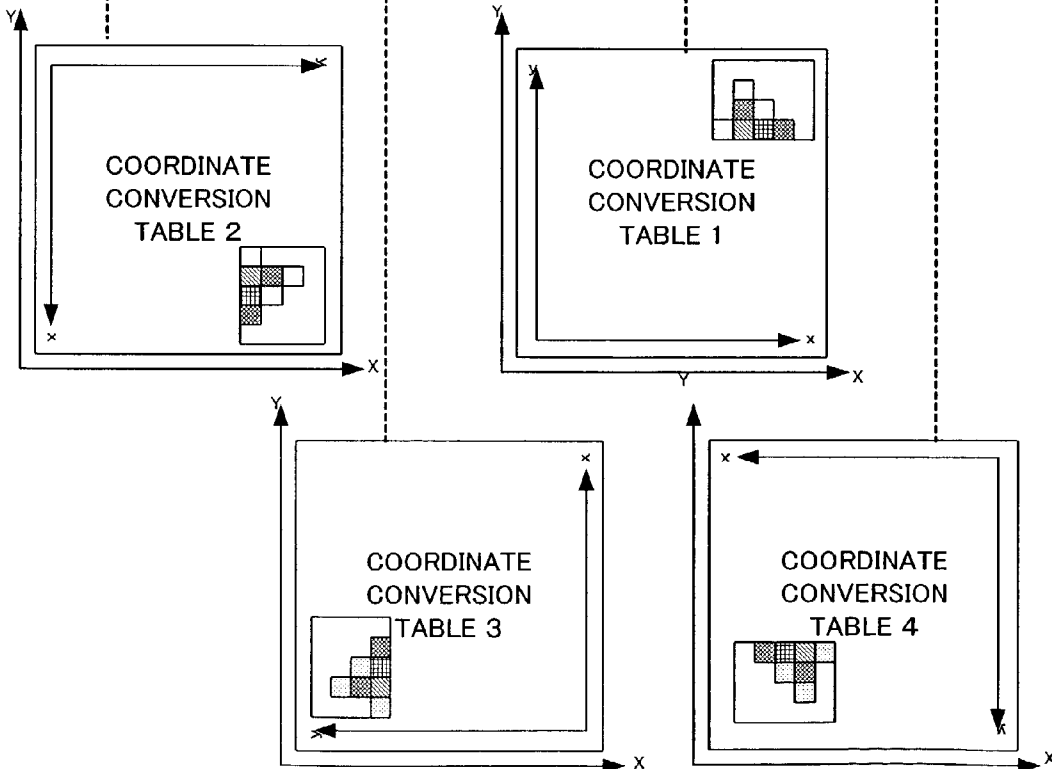 Y
COORDINATE
CONVERSION
TABLE 2
x
X
Y
y
COORDINATE
CONVERSION
TABLE 1
x
X
Y
x
COORDINATE
CONVERSION
TABLE 3
X
Y
x
COORDINATE
CONVERSION
TABLE 4
X